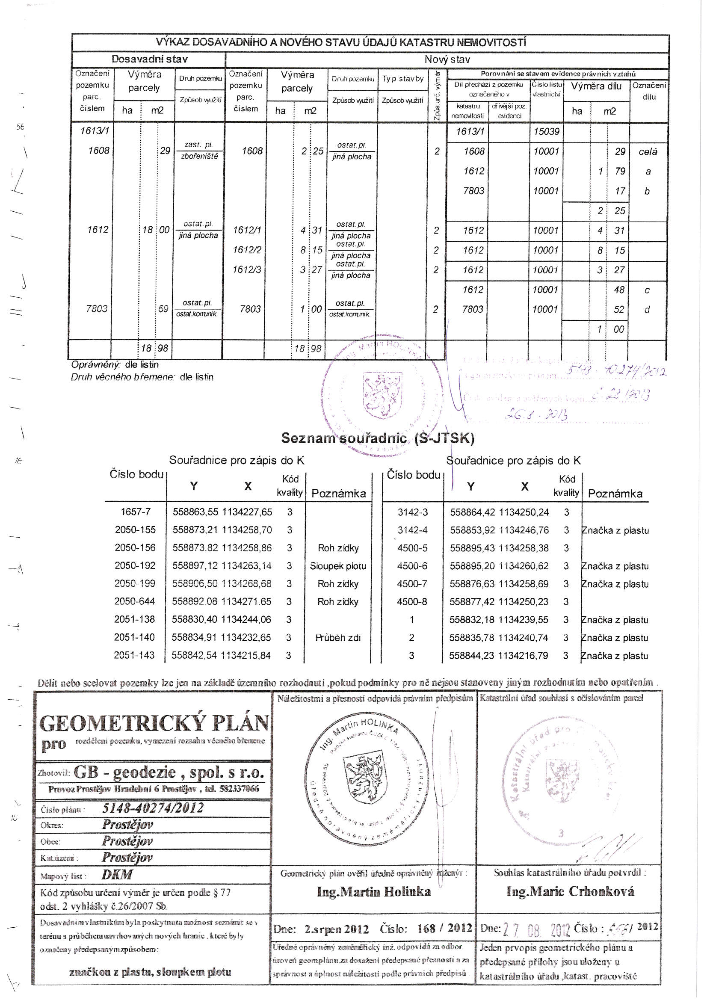 VÝKAZ DOSAVADNÍHO A NOVÉHO STAVU ÚDAJŮ KATASTRU NEMOVITOSTÍ
Dosavadní stav Nový stav
Označení pozemku parc. číslem Výměra parcely ha m2 Druh pozemku Způsob využití Označení pozemku parc. číslem Výměra parcely ha m2 Druh pozemku Způsob využití Typ stavby Způsob využití Způs. urč. výměr Porovnání se stavem evidence právních vztahů
Díl přechází z pozemku označeného v katastru nemovitostí dřívější poz. evidenci Číslo listu vlastnictví Výměra dílu ha m2 Označení dílu
1613/1 1613/1 15039
1608 29 zast. pl. zbořeniště 1608 2 25 ostat.pl. jiná plocha 2 1608 10001 29 celá
1612 10001 1 79 a
7803 10001 17 b
2 25
1612 18 00 ostat.pl. jiná plocha 1612/1 4 31 ostat.pl. jiná plocha 2 1612 10001 4 31
1612/2 8 15 ostat.pl. jiná plocha 2 1612 10001 8 15
1612/3 3 27 ostat.pl. jiná plocha 2 1612 10001 3 27
1612 10001 48 c
7803 69 ostat.pl. ostat.komunik. 7803 1 00 ostat.pl. ostat.komunik. 2 7803 10001 52 d
1 00
18 98 18 98
Oprávněný: dle listin
Druh věcného břemene: dle listin
26.8.2013
Seznam souřadnic (S-JTSK)
Souřadnice pro zápis do K Souřadnice pro zápis do K
Číslo bodu Y X Kód kvality Poznámka Číslo bodu Y X Kód kvality Poznámka
1657-7 558863,55 1134227,65 3 3142-3 558864,42 1134250,24 3
2050-155 558873,21 1134258,70 3 3142-4 558853,92 1134246,76 3 Značka z plastu
2050-156 558873,82 1134258,86 3 Roh zídky 4500-5 558895,43 1134258,38 3
2050-192 558897,12 1134263,14 3 Sloupek plotu 4500-6 558895,20 1134260,62 3 Značka z plastu
2050-199 558906,50 1134268,68 3 Roh zídky 4500-7 558876,63 1134258,69 3 Značka z plastu
2050-644 558892.08 1134271.65 3 Roh zídky 4500-8 558877,42 1134250,23 3
2051-138 558830,40 1134244,06 3 1 558832,18 1134239,55 3 Značka z plastu
2051-140 558834,91 1134232,65 3 Průběh zdi 2 558835,78 1134240,74 3 Značka z plastu
2051-143 558842,54 1134215,84 3 3 558844,23 1134216,79 3 Značka z plastu
Dělit nebo scelovat pozemky lze jen na základě územního rozhodnutí ,pokud podmínky pro ně nejsou stanoveny jiným rozhodnutím nebo opatřením .
GEOMETRICKÝ PLÁN
pro rozdělení pozemku, vymezení rozsahu věcného břemene
Zhotovil: GB - geodezie , spol. s r.o.
Provoz Prostějov Hradební 6 Prostějov , tel. 582337066
Číslo plánu : 5148-40274/2012
Okres: Prostějov
Obec: Prostějov
Kat.území : Prostějov
Mapový list : DKM
Kód způsobu určení výměr je určen podle § 77
odst. 2 vyhlášky č.26/2007 Sb.
Dosavadním vlastníkům byla poskytnuta možnost seznámit se v
terénu s průběhem navrhovaných nových hranic , které byly
označeny předepsaným způsobem:
značkou z plastu, sloupkem plotu
Náležitostmi a přesností odpovídá právním předpisům
Ing. Martin HOLINKA
Geometrický plán ověřil úředně oprávněný inženýr :
Ing.Martin Holinka
Dne: 2.srpen 2012 Číslo: 168 / 2012
Úředně oprávněný zeměměřický inž. odpovídá za odbor.
úroveň geomplánu za dosažení předepsané přesnosti a za
správnost a úplnost náležitostí podle právních předpisů .
Katastrální úřad souhlasí s očíslováním parcel
3
Souhlas katastrálního úřadu potvrdil :
Ing.Marie Crhonková
Dne: 27 08. 2012 Číslo : / 2012
Jeden prvopis geometrického plánu a
předepsané přílohy jsou uloženy u
katastrálního úřadu ,katast. pracoviště